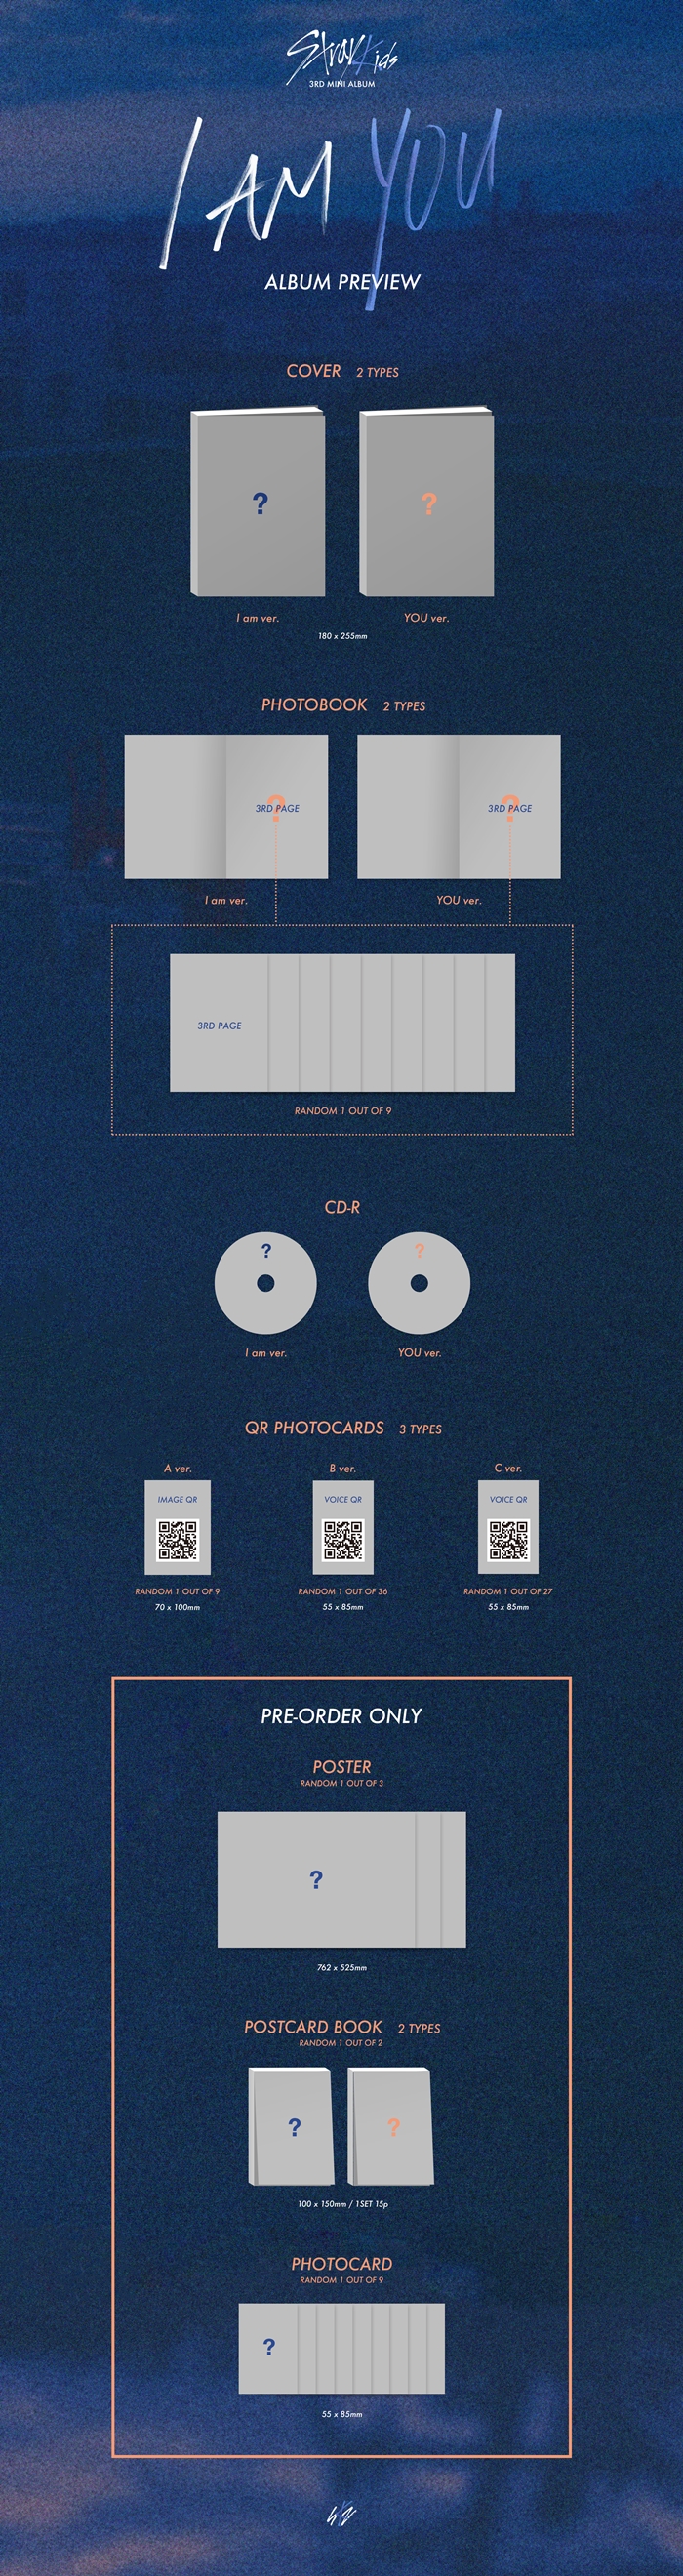 Stray Kids
3RD MINI ALBUM
I AM YOU
ALBUM PREVIEW
COVER 2 TYPES
?
?
I am ver.
YOU ver.
180 x 255mm
PHOTOBOOK 2 TYPES
?
3RD PAGE
?
3RD PAGE
I am ver.
YOU ver.
3RD PAGE
RANDOM 1 OUT OF 9
CD-R
?
?
I am ver.
YOU ver.
QR PHOTOCARDS 3 TYPES
A ver.
B ver.
C ver.
IMAGE QR
VOICE QR
VOICE QR
RANDOM 1 OUT OF 9
RANDOM 1 OUT OF 36
RANDOM 1 OUT OF 27
70 x 100mm
55 x 85mm
55 x 85mm
PRE-ORDER ONLY
POSTER
RANDOM 1 OUT OF 3
?
762 x 525mm
POSTCARD BOOK 2 TYPES
RANDOM 1 OUT OF 2
?
?
100 x 150mm / 1SET 15p
PHOTOCARD
RANDOM 1 OUT OF 9
?
55 x 85mm